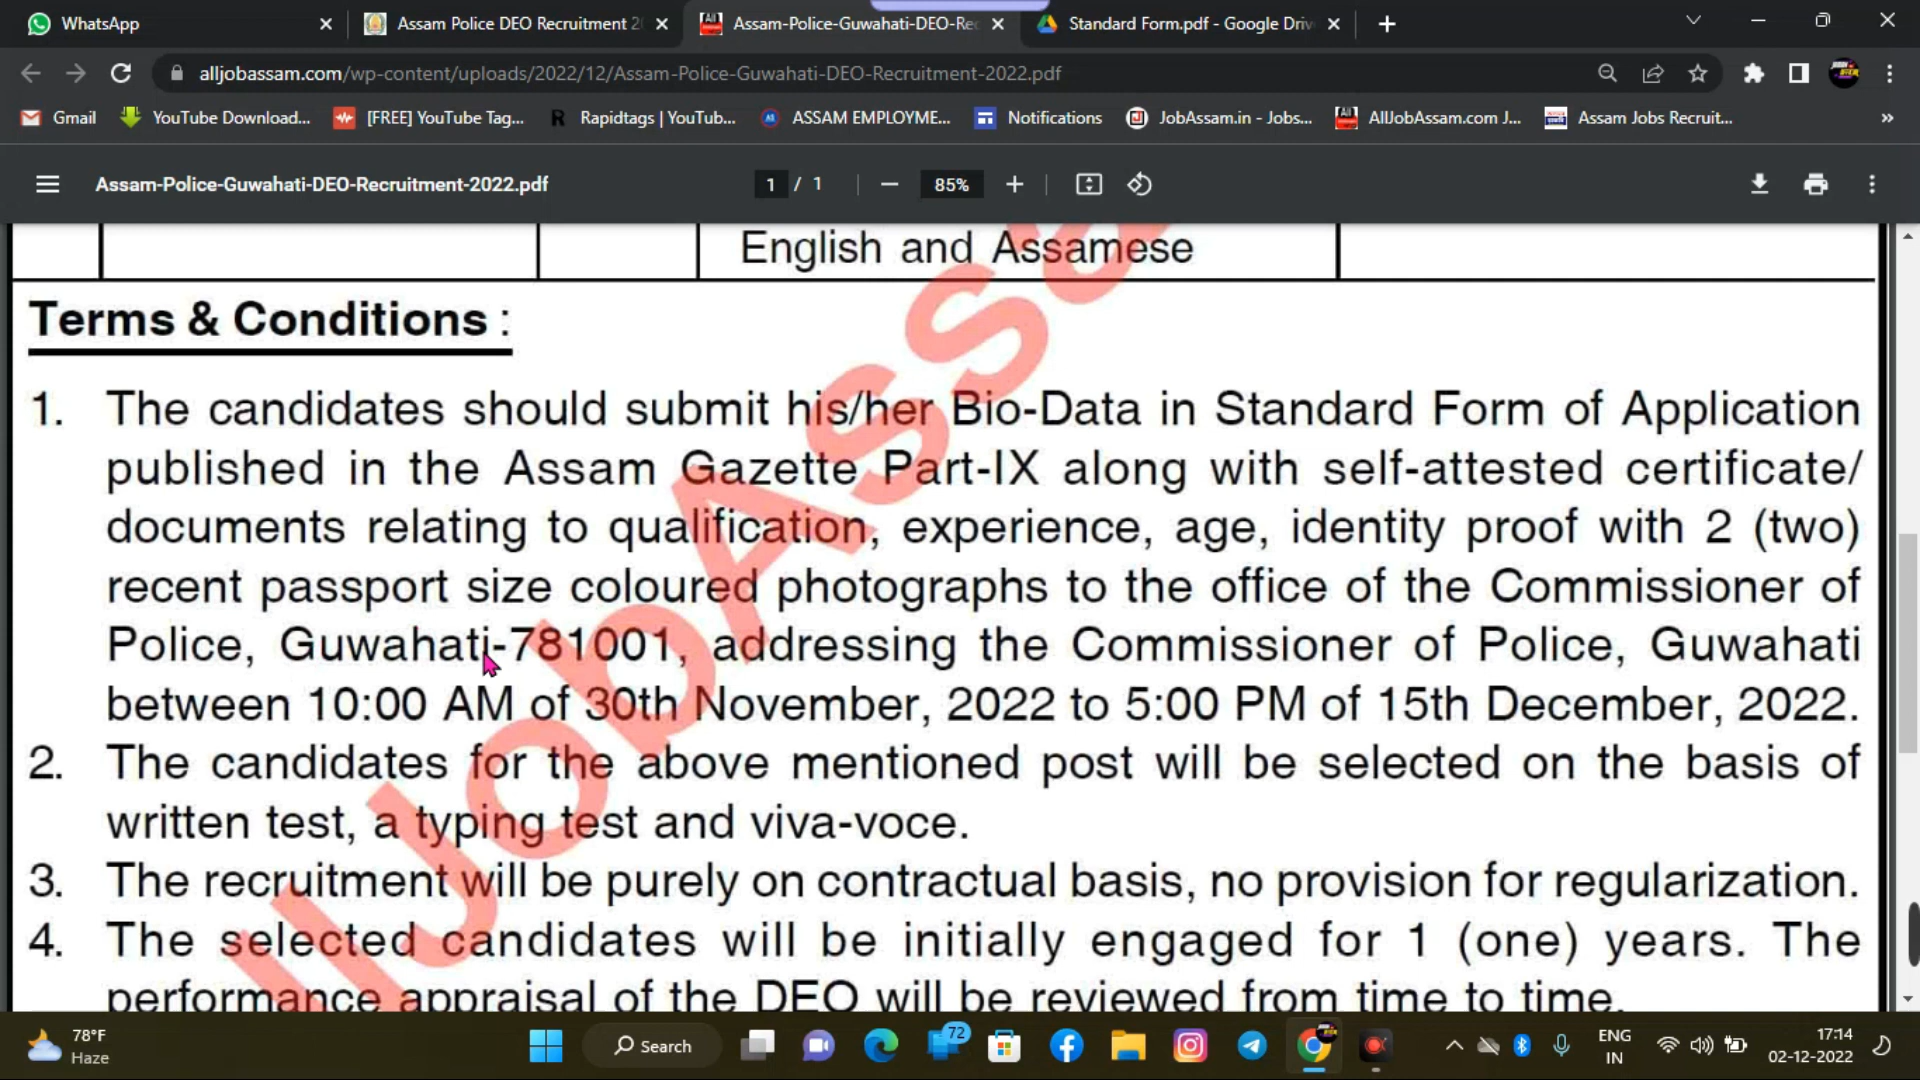 WhatsApp
Assam Police DEO Recruitment 2
Assam-Police-Guwahati-DEO-Re
Standard Form.pdf - Google Driv
alljobassam.com/wp-content/uploads/2022/12/Assam-Police-Guwahati-DEO-Recruitment-2022.pdf
Gmail
YouTube Download...
[FREE] YouTube Tag...
Rapidtags | YouTub...
ASSAM EMPLOYME...
Notifications
JobAssam.in - Jobs...
AllJobAssam.com J...
Assam Jobs Recruit...
»
Assam-Police-Guwahati-DEO-Recruitment-2022.pdf
1 / 1
85%
English and Assamese
Terms & Conditions :
1. The candidates should submit his/her Bio-Data in Standard Form of Application
published in the Assam Gazette Part-IX along with self-attested certificate/
documents relating to qualification, experience, age, identity proof with 2 (two)
recent passport size coloured photographs to the office of the Commissioner of
Police, Guwahati-781001, addressing the Commissioner of Police, Guwahati
between 10:00 AM of 30th November, 2022 to 5:00 PM of 15th December, 2022.
2. The candidates for the above mentioned post will be selected on the basis of
written test, a typing test and viva-voce.
3. The recruitment will be purely on contractual basis, no provision for regularization.
4. The selected candidates will be initially engaged for 1 (one) years. The
performance appraisal of the DEO will be reviewed from time to time.
llJobAssa
78°F
Haze
Search
72
ENG
IN
17:14
02-12-2022